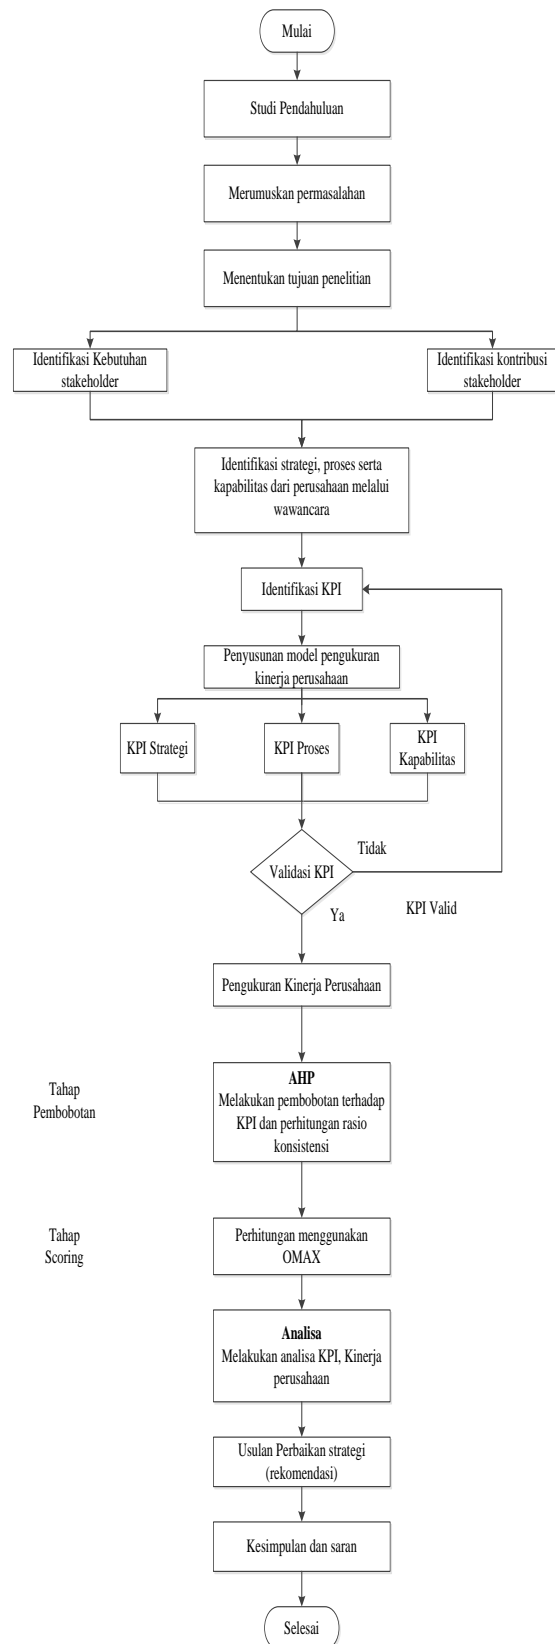 Mulai
Studi Pendahuluan
Merumuskan permasalahan
Menentukan tujuan penelitian
Identifikasi Kebutuhan
stakeholder
Identifikasi kontribusi
stakeholder
Identifikasi strategi, proses serta
kapabilitas dari perusahaan melalui
wawancara
Identifikasi KPI
Penyusunan model pengukuran
kinerja perusahaan
KPI Strategi
KPI Proses
KPI
Kapabilitas
Validasi KPI
Tidak
Ya
KPI Valid
Pengukuran Kinerja Perusahaan
Tahap
Pembobotan
AHP
Melakukan pembobotan terhadap
KPI dan perhitungan rasio
konsistensi
Tahap
Scoring
Perhitungan menggunakan
OMAX
Analisa
Melakukan analisa KPI, Kinerja
perusahaan
Usulan Perbaikan strategi
(rekomendasi)
Kesimpulan dan saran
Selesai